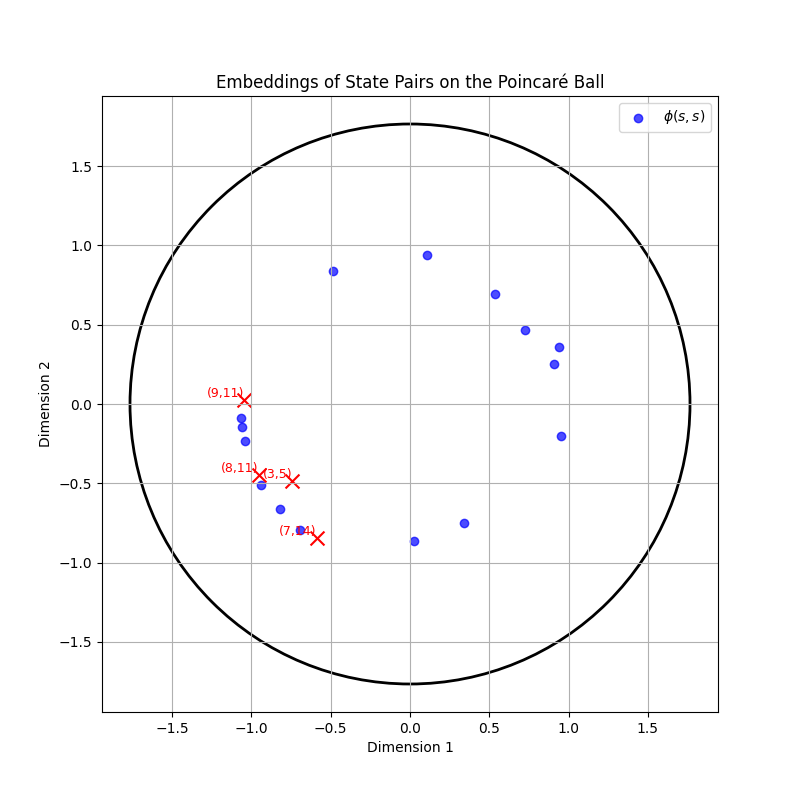 Embeddings of State Pairs on the Poincaré Ball
ϕ(s, s)
Dimension 2
1.5
1.0
0.5
0.0
−0.5
−1.0
−1.5
(9,11)
(8,11)
(3,5)
(7,14)
−1.5 −1.0 −0.5 0.0 0.5 1.0 1.5
Dimension 1